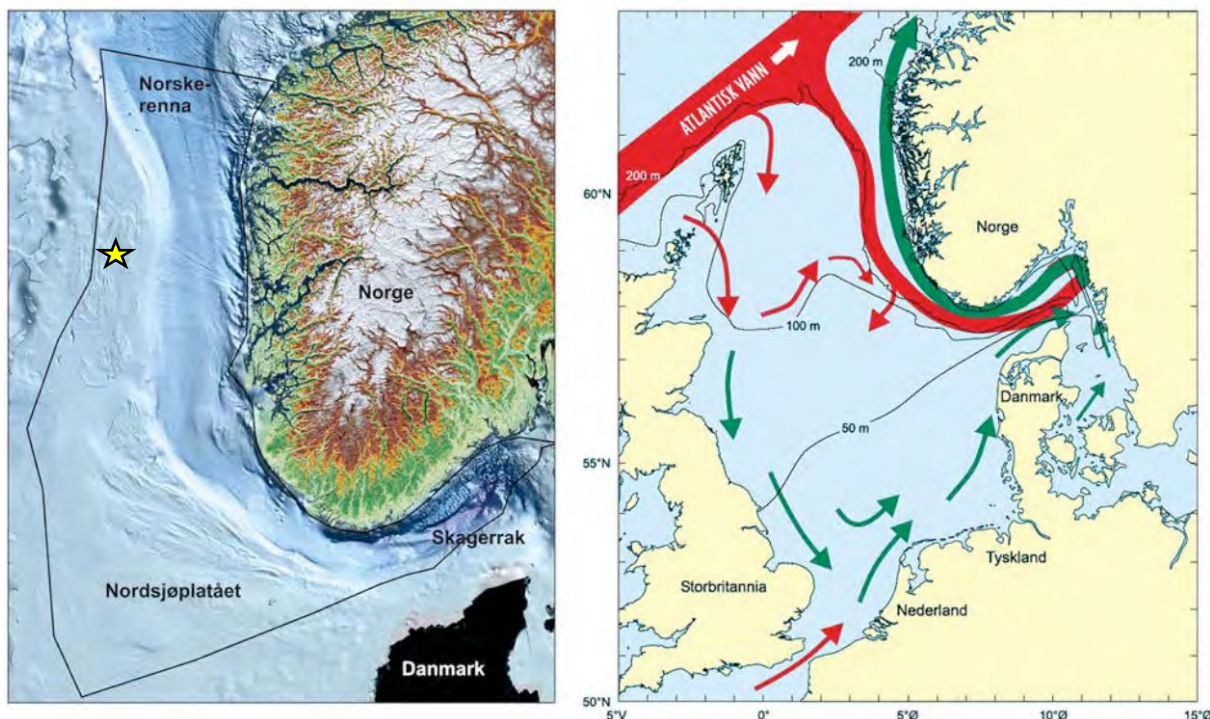 Norske-
renna
Norge
Skagerrak
Nordsjøplatået
Danmark
ATLANTISK VANN
200 m
200 m
60°N
Norge
100 m
Danmark
50 m
55°N
Tyskland
Storbritannia
Nederland
50°N
5°V
0°
5°Ø
10°Ø
15°Ø